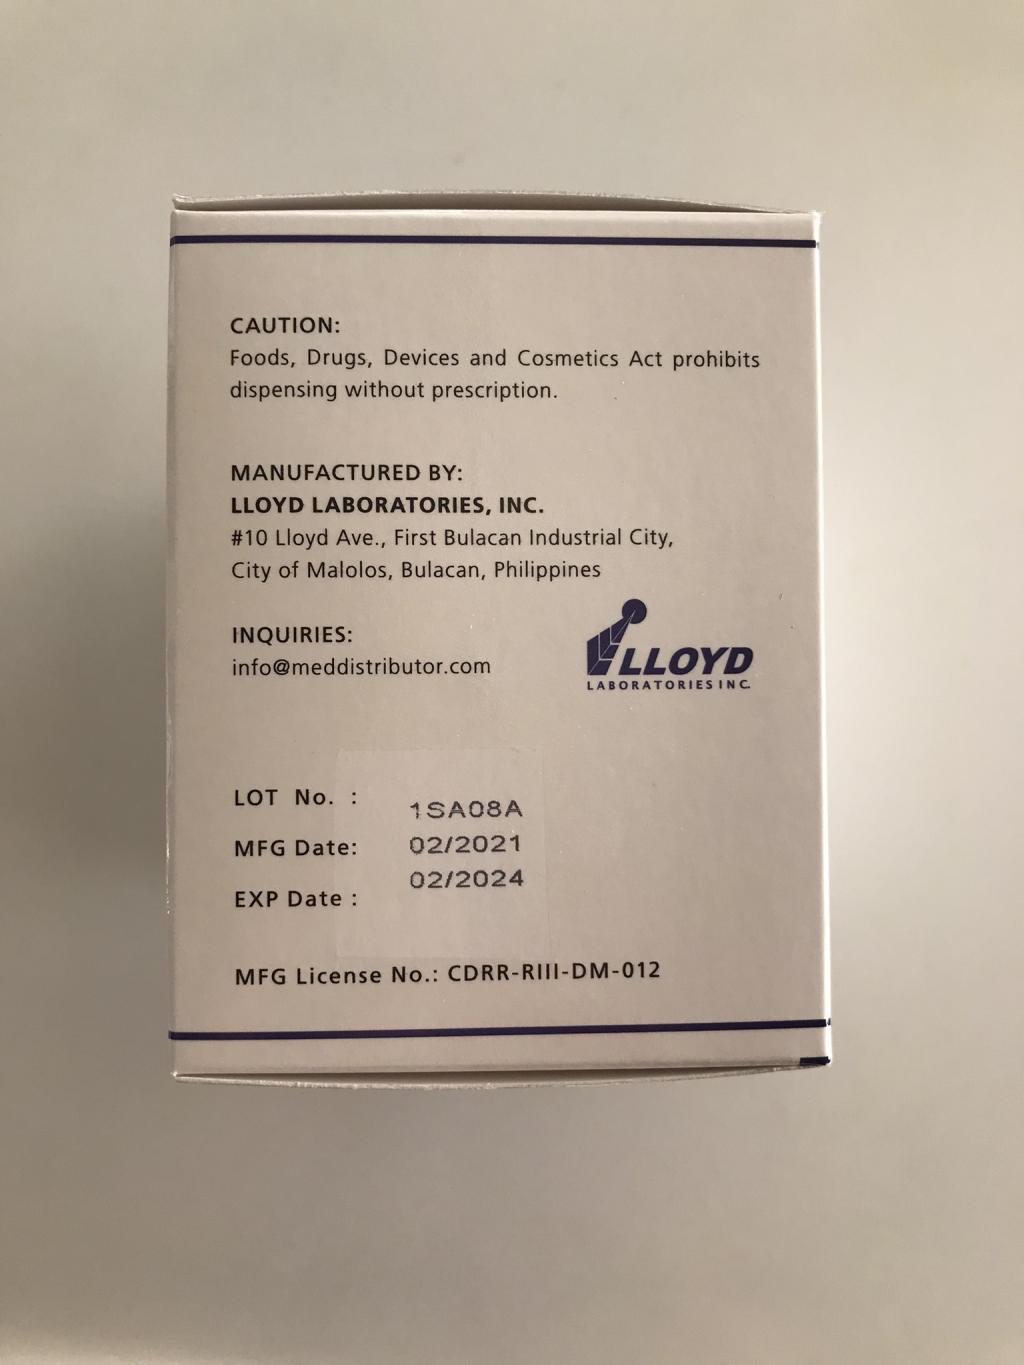 CAUTION:
Foods, Drugs, Devices and Cosmetics Act prohibits
dispensing without prescription.
MANUFACTURED BY:
LLOYD LABORATORIES, INC.
#10 Lloyd Ave., First Bulacan Industrial City,
City of Malolos, Bulacan, Philippines
INQUIRIES:
info@meddistributor.com
LLOYD
LABORATORIES INC.
LOT No. : 1SA08A
MFG Date: 02/2021
EXP Date : 02/2024
MFG License No.: CDRR-RIII-DM-012